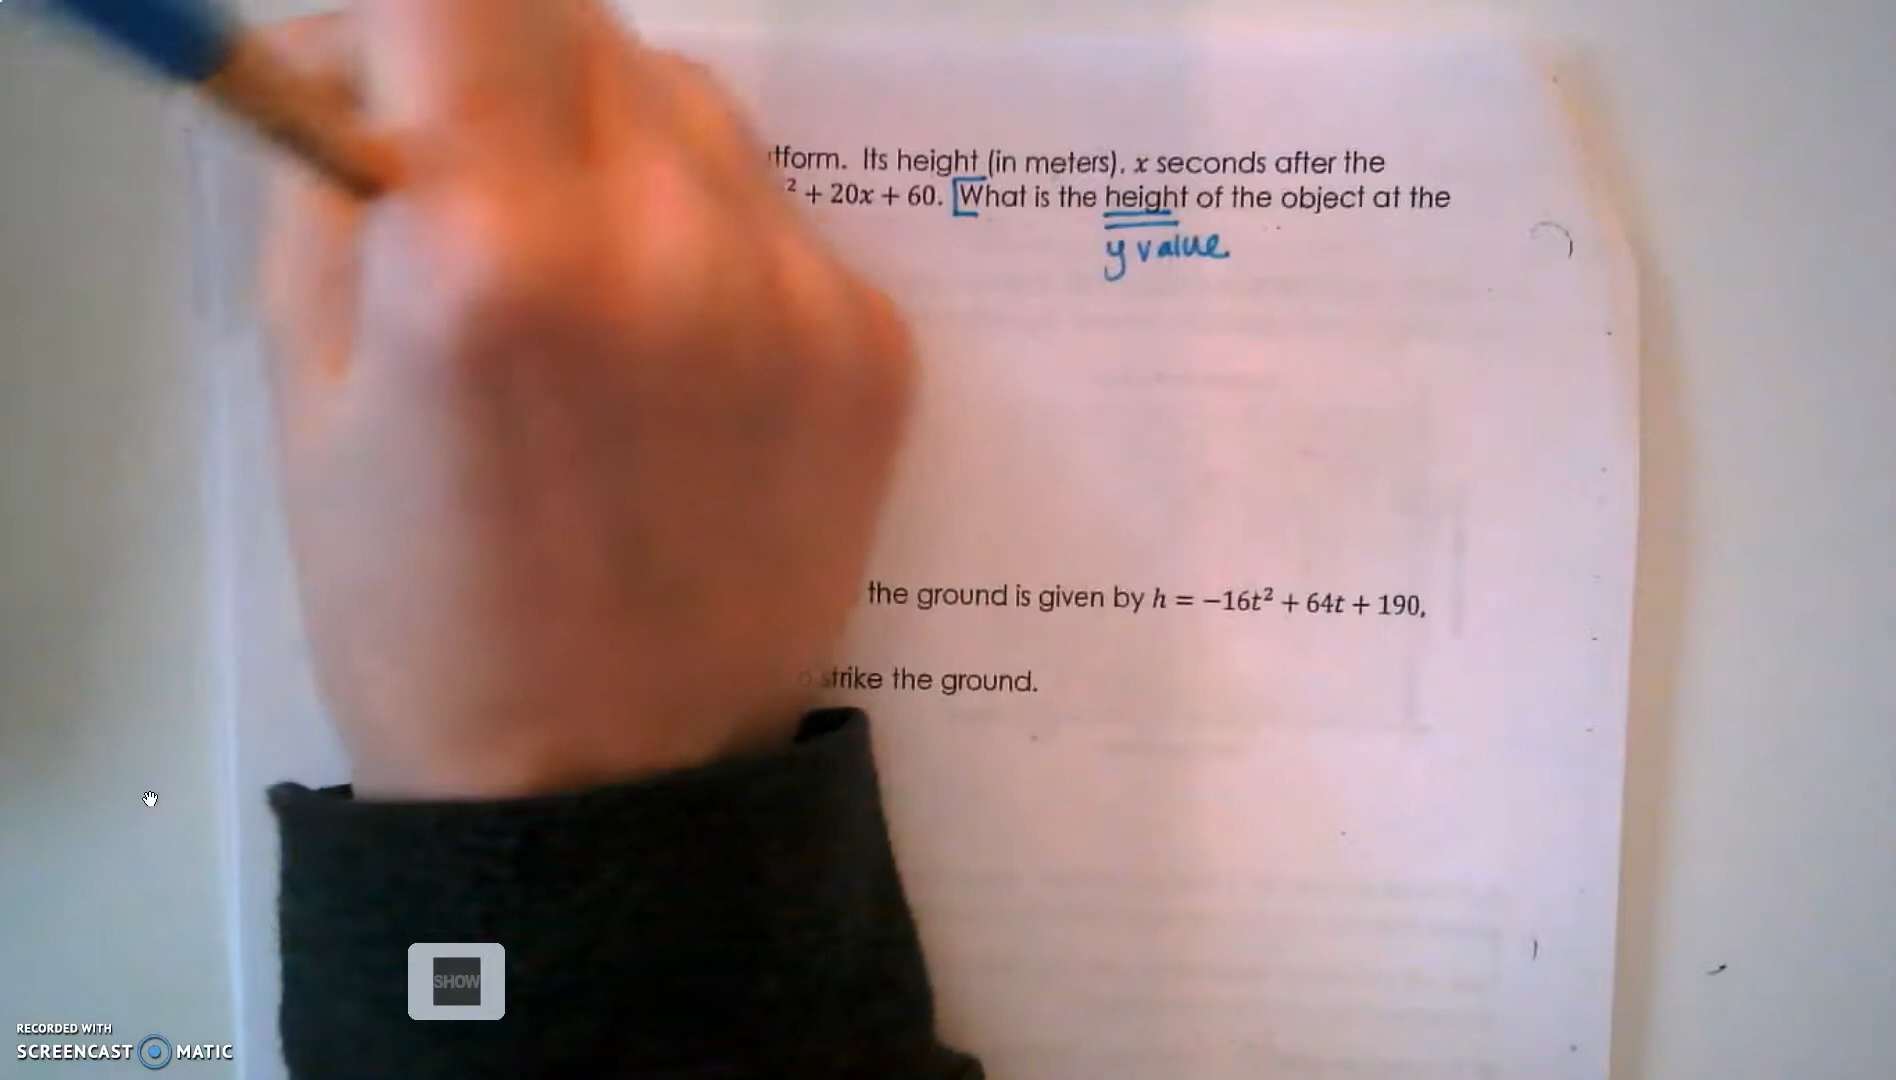 Its height (in meters), x seconds after the
² + 20x + 60. What is the height of the object at the
y value
the ground is given by h = −16t² + 64t + 190,
strike the ground.
SHOW
RECORDED WITH
SCREENCAST MATIC